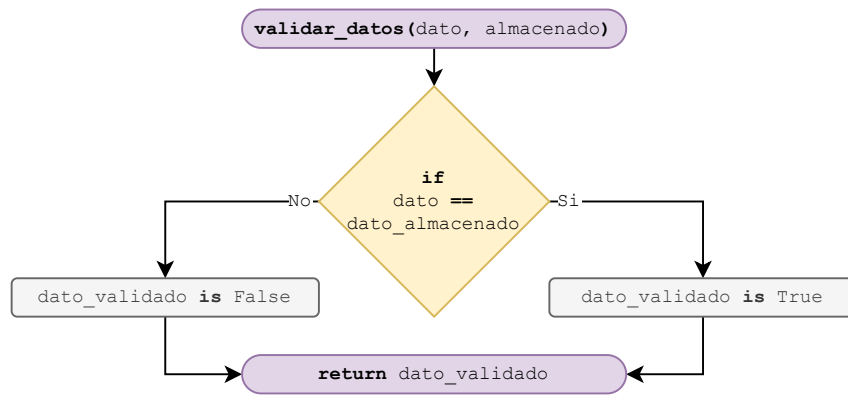 validar_datos(dato, almacenado)
if
dato ==
dato_almacenado
No
Si
dato_validado is False
dato_validado is True
return dato_validado